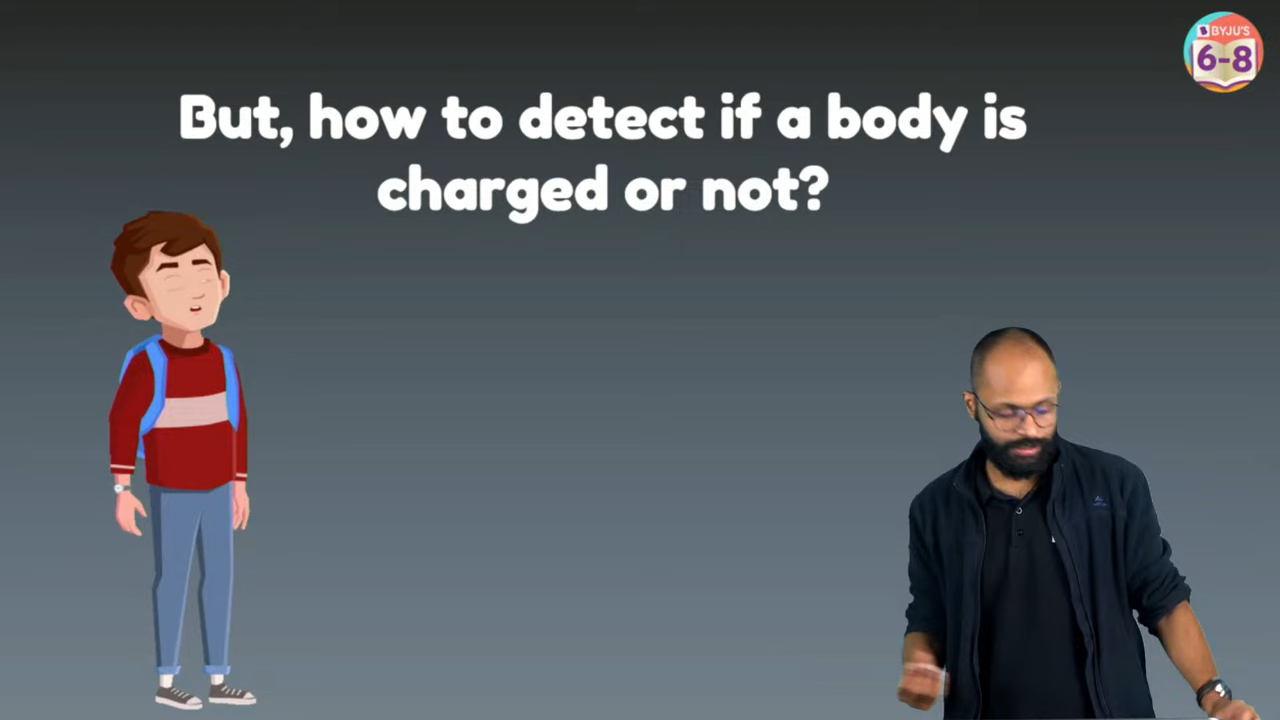 BYJU'S
6-8
But, how to detect if a body is
charged or not?